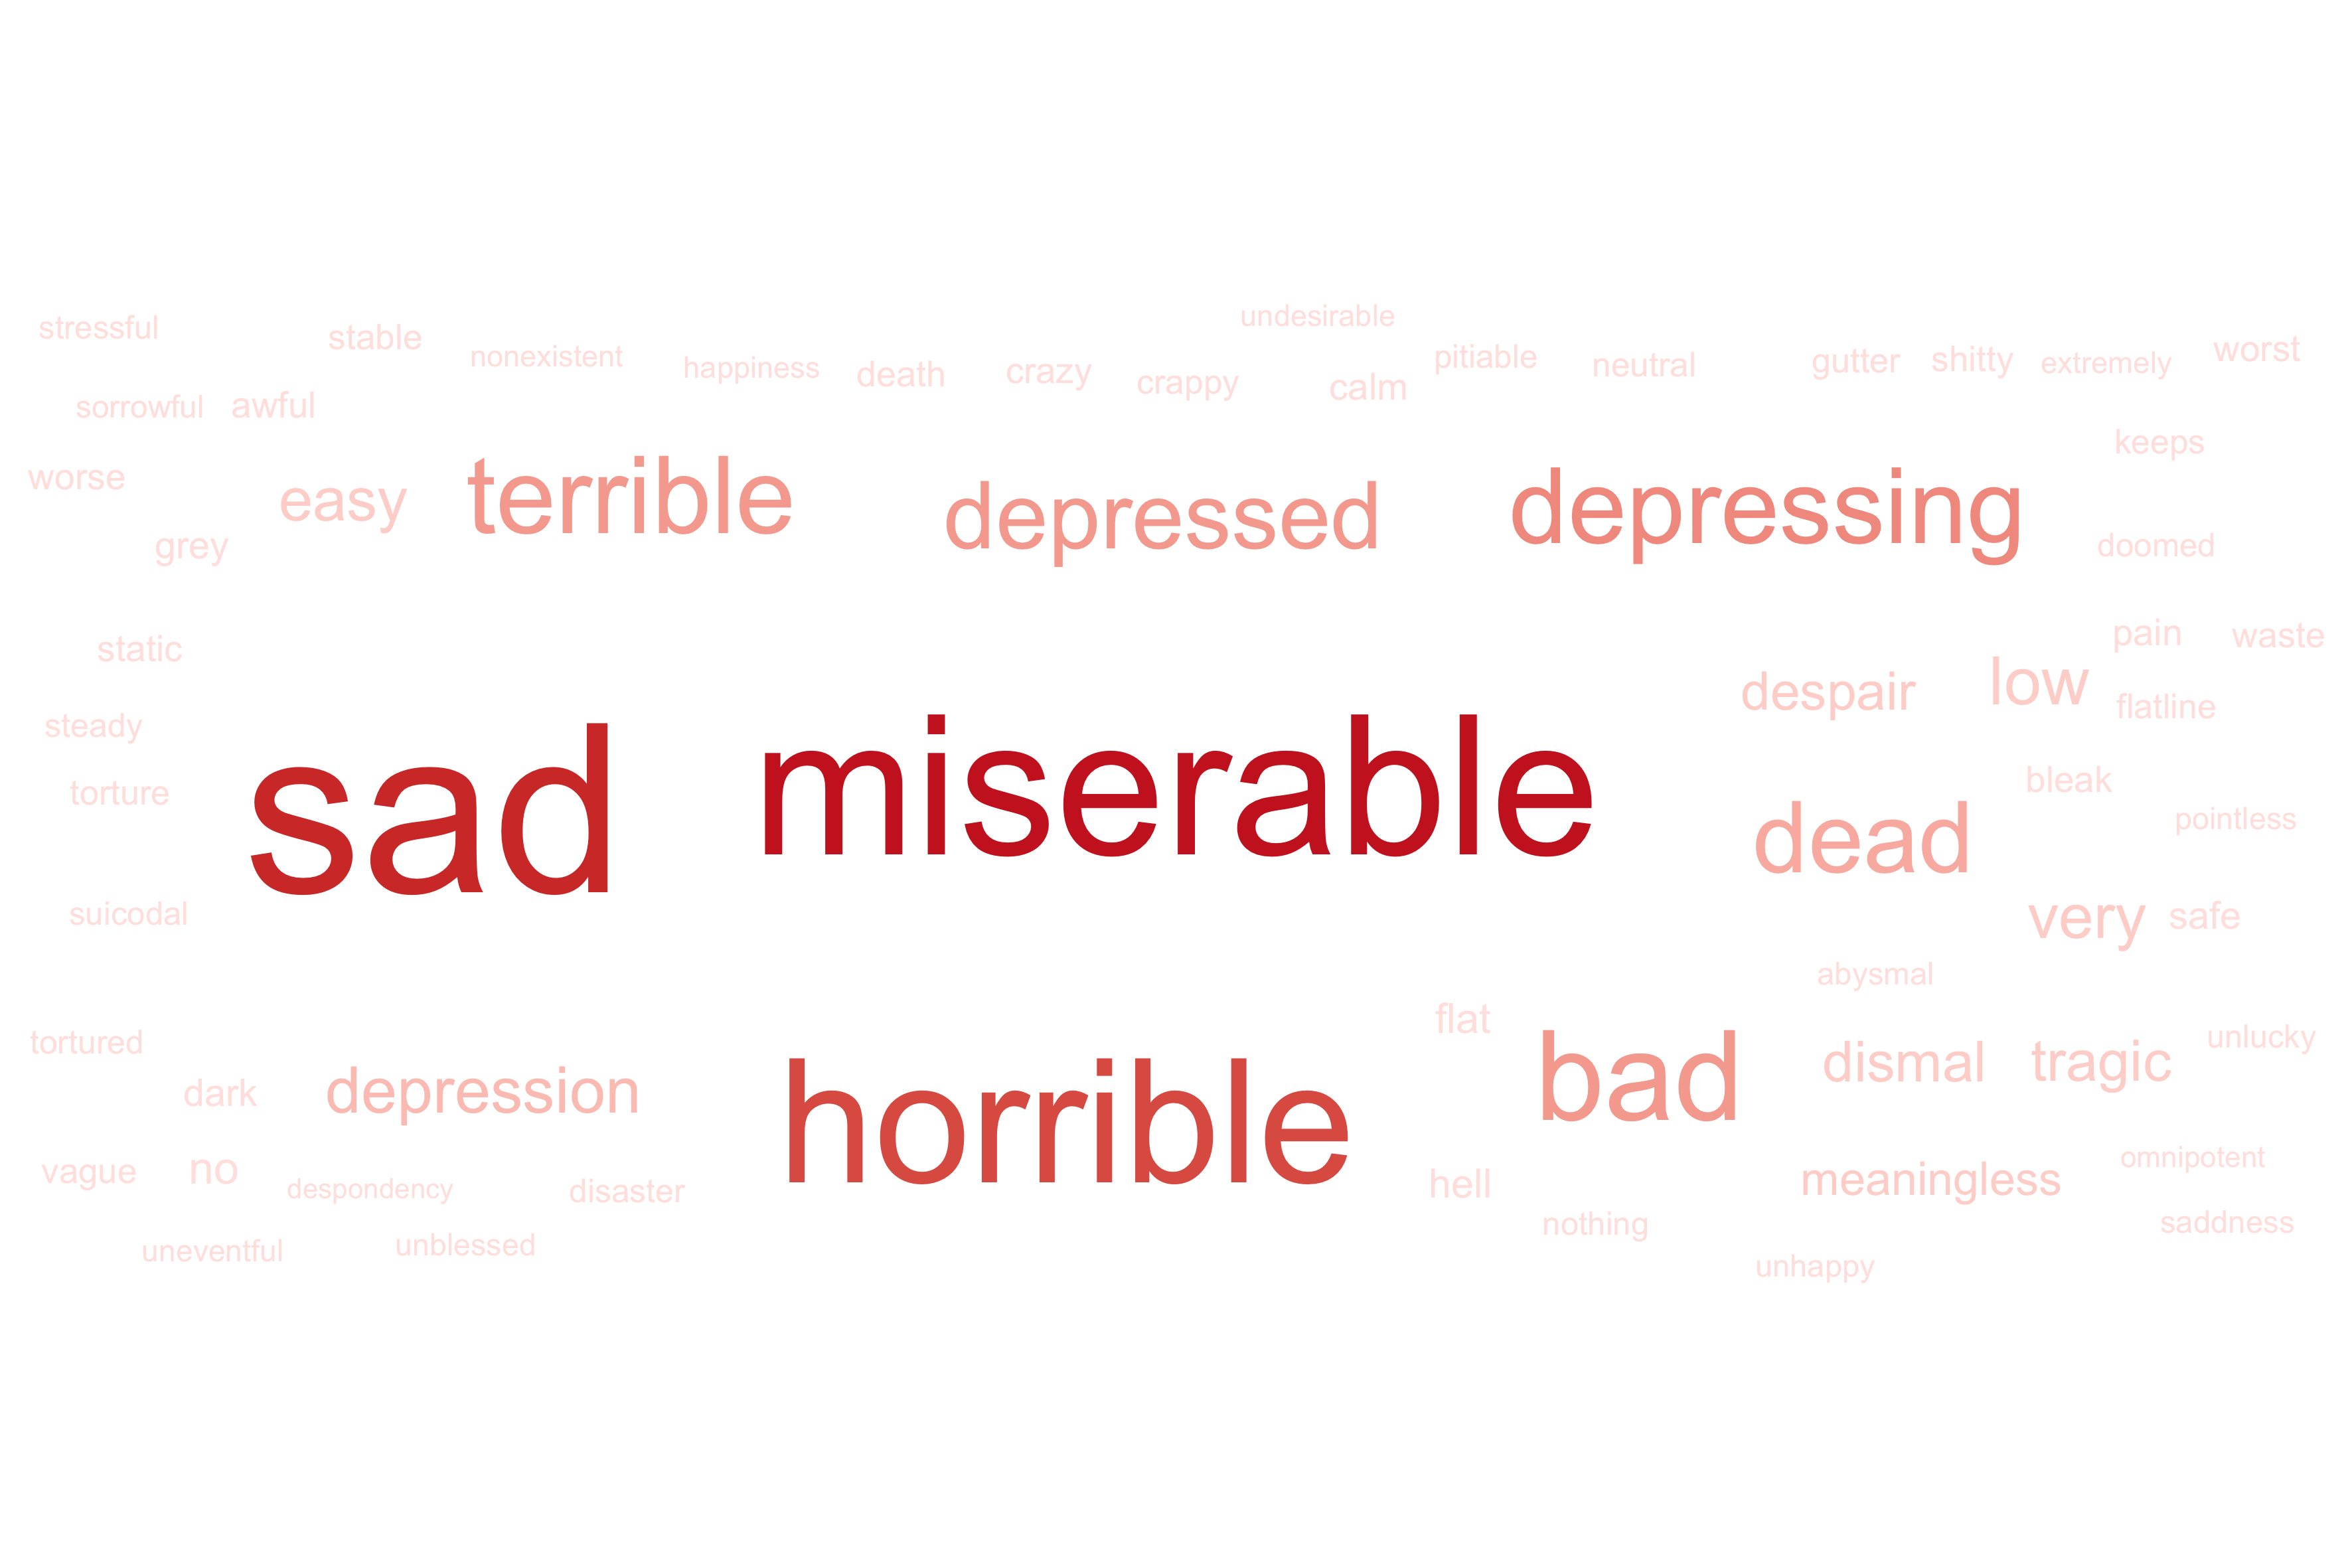 undesirable
stressful
stable
nonexistent
happiness
death
crazy
crappy
calm
pitiable
neutral
gutter
shitty
extremely
worst
sorrowful
awful
keeps
worse
easy
terrible
depressed
depressing
grey
doomed
static
pain
waste
despair
low
flatline
steady
torture
sad
miserable
dead
bleak
pointless
suicodal
very
safe
abysmal
tortured
flat
bad
dismal
tragic
unlucky
dark
depression
horrible
vague
no
despondency
disaster
hell
meaningless
omnipotent
nothing
saddness
uneventful
unblessed
unhappy